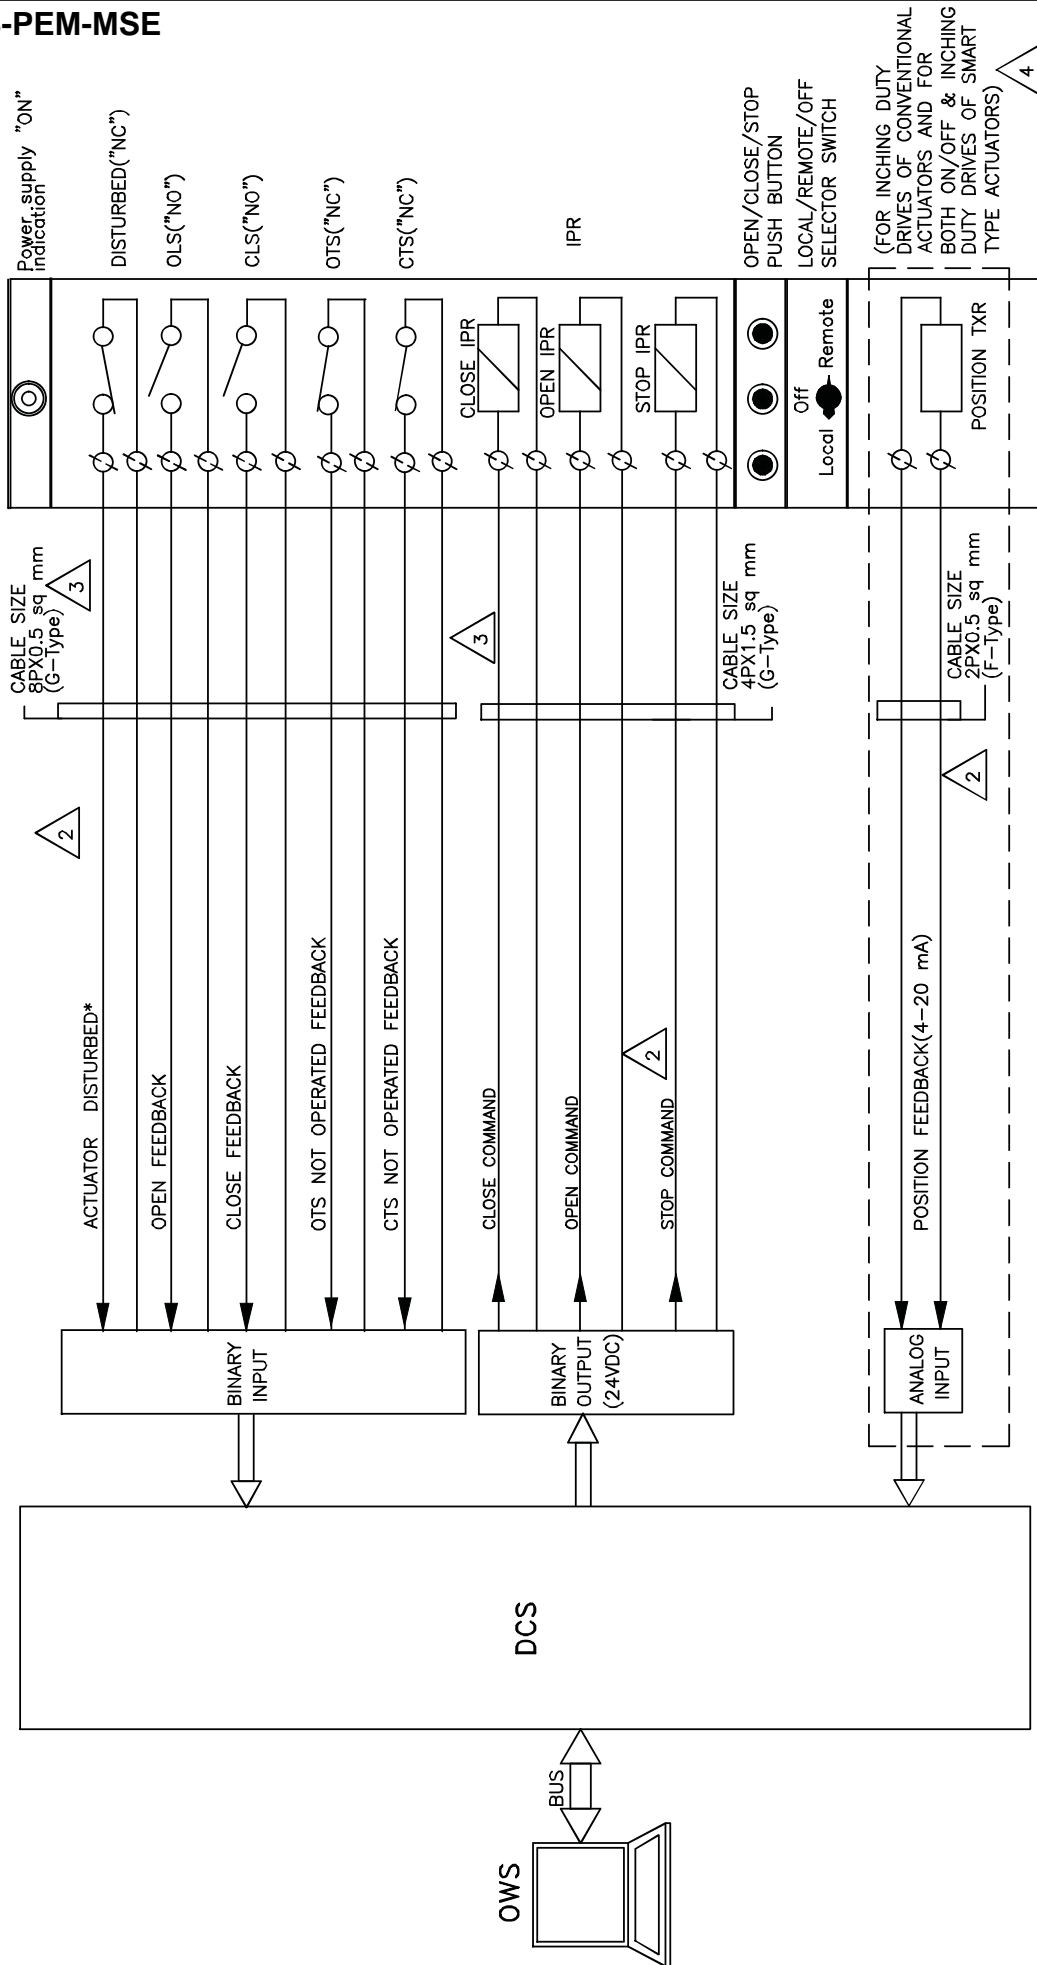 -PEM-MSE
Power supply "ON"
indication
DISTURBED("NC")
OLS("NO")
CLS("NO")
OTS("NC")
CTS("NC")
IPR
OPEN/CLOSE/STOP
PUSH BUTTON
LOCAL/REMOTE/OFF
SELECTOR SWITCH
(FOR INCHING DUTY
DRIVES OF CONVENTIONAL
ACTUATORS AND FOR
BOTH ON/OFF & INCHING
DUTY DRIVES OF SMART
TYPE ACTUATORS)
4
CLOSE IPR
OPEN IPR
STOP IPR
Local
Off
Remote
POSITION TXR
CABLE SIZE
8PX0.5 sq mm
(G-Type)
3
3
CABLE SIZE
4PX1.5 sq mm
(G-Type)
CABLE SIZE
2PX0.5 sq mm
(F-Type)
2
2
2
ACTUATOR DISTURBED*
OPEN FEEDBACK
CLOSE FEEDBACK
OTS NOT OPERATED FEEDBACK
CTS NOT OPERATED FEEDBACK
CLOSE COMMAND
OPEN COMMAND
STOP COMMAND
POSITION FEEDBACK(4-20 mA)
BINARY
INPUT
BINARY
OUTPUT
(24VDC)
ANALOG
INPUT
DCS
BUS
OWS